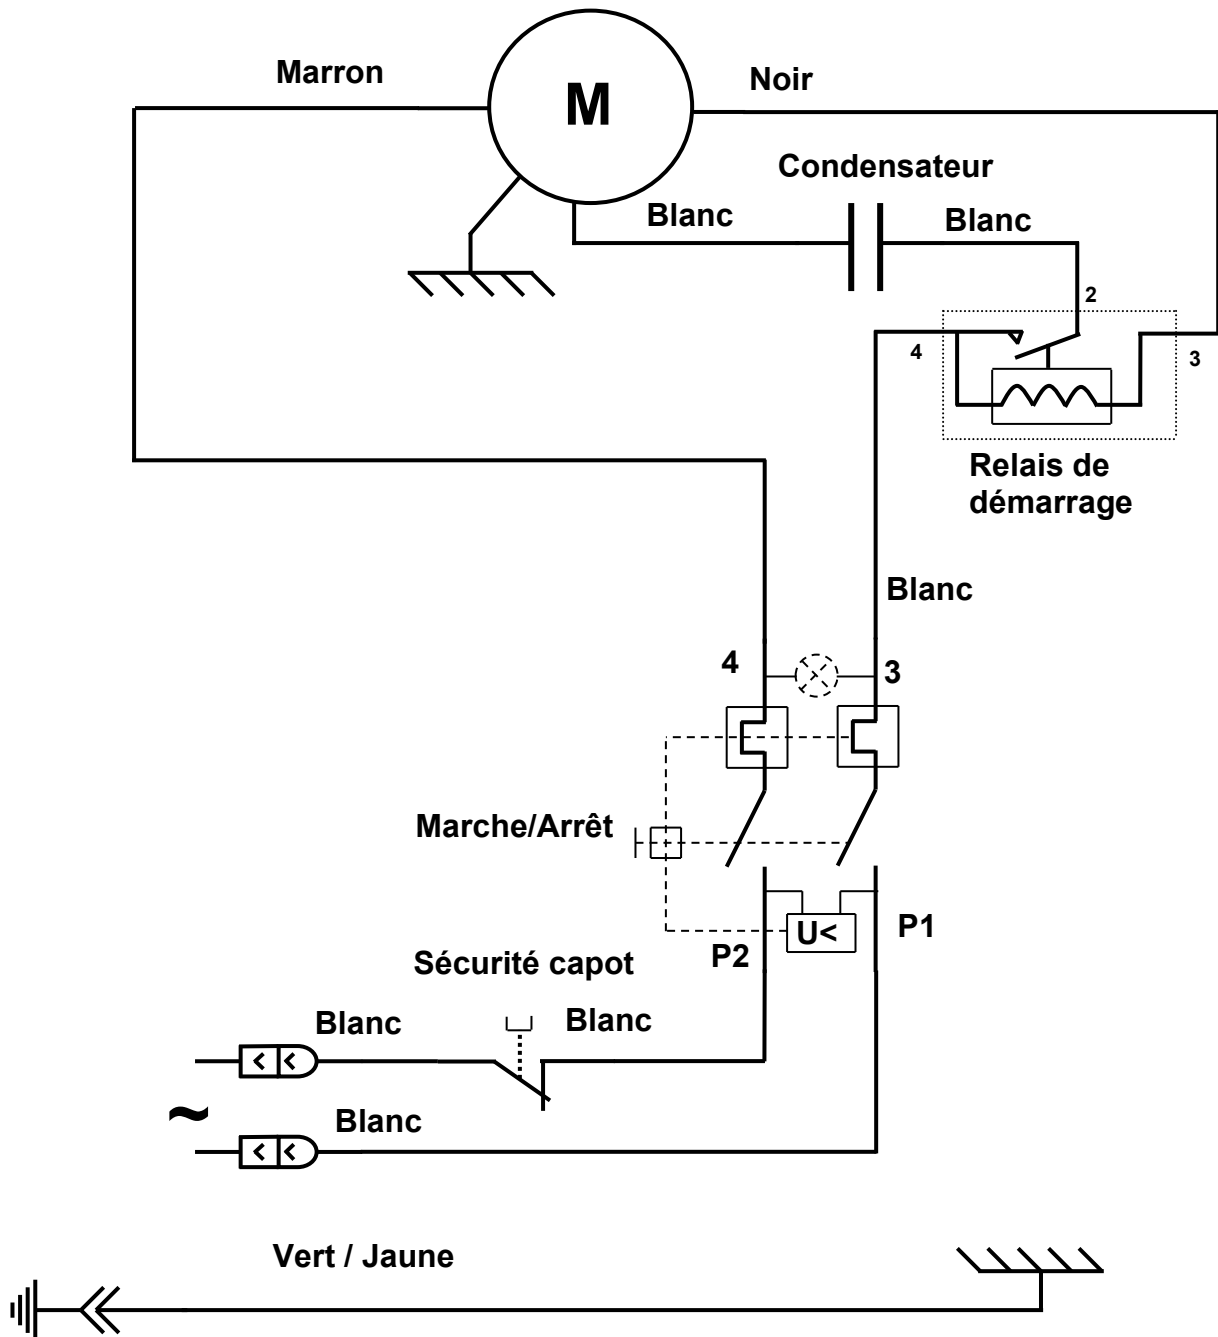 Marron
M
Noir
Condensateur
Blanc
Blanc
2
4
3
Relais de
démarrage
Blanc
4
3
Marche/Arrêt
U<
P1
P2
Sécurité capot
Blanc
Blanc
~
Blanc
Vert / Jaune